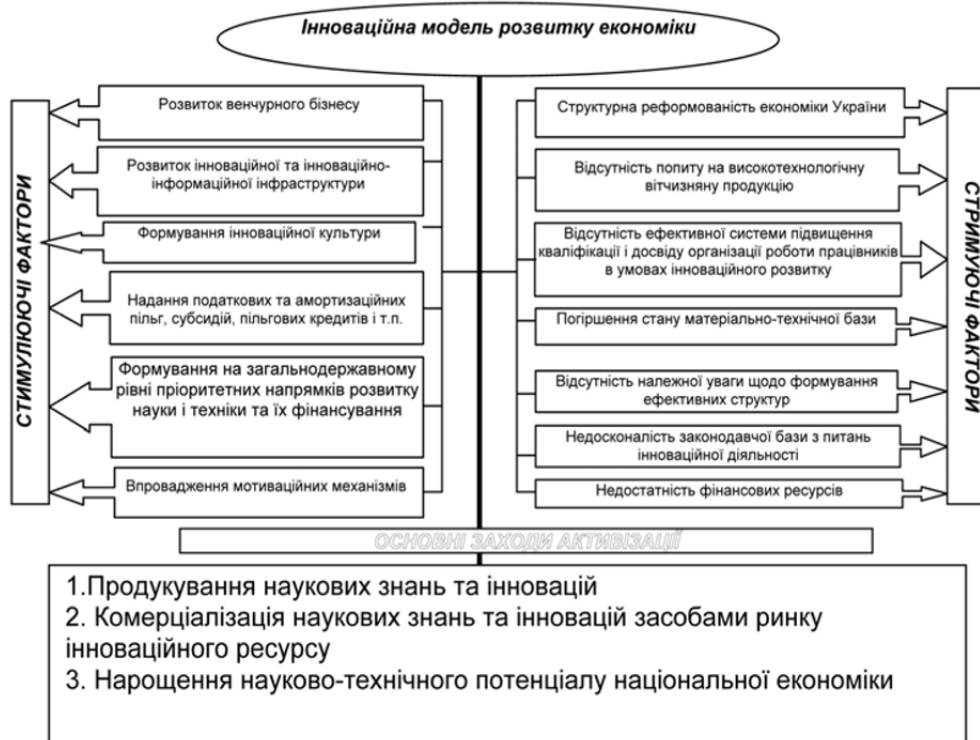 Інноваційна модель розвитку економіки
СТИМУЛЮЮЧІ ФАКТОРИ
Розвиток венчурного бізнесу
Розвиток інноваційної та інноваційно-
інформаційної інфраструктури
Формування інноваційної культури
Надання податкових та амортизаційних
пільг, субсидій, пільгових кредитів і т.п.
Формування на загальнодержавному
рівні пріоритетних напрямків розвитку
науки і техніки та їх фінансування
Впровадження мотиваційних механізмів
Структурна реформованість економіки України
Відсутність попиту на високотехнологічну
вітчизняну продукцію
Відсутність ефективної системи підвищення
кваліфікації і досвіду організації роботи працівників
в умовах інноваційного розвитку
Погіршення стану матеріально-технічної бази
Відсутність належної уваги щодо формування
ефективних структур
Недосконалість законодавчої бази з питань
інноваційної діяльності
Недостатність фінансових ресурсів
СТРИМУЮЧІ ФАКТОРИ
ОСНОВНІ ЗАХОДИ АКТИВІЗАЦІЇ
1.Продукування наукових знань та інновацій
2. Комерціалізація наукових знань та інновацій засобами ринку
інноваційного ресурсу
3. Нарощення науково-технічного потенціалу національної економіки